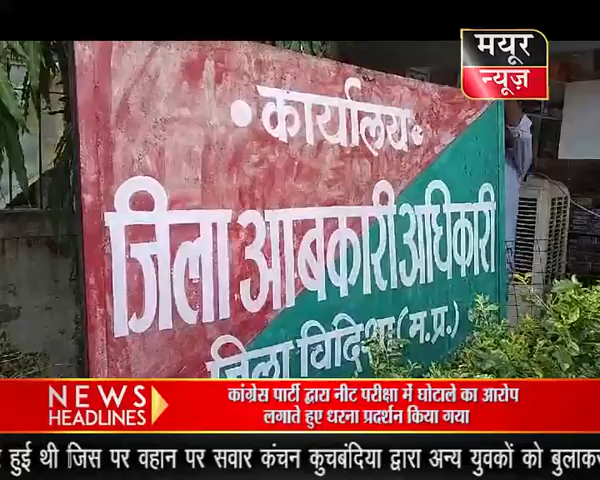 मयूर
न्यूज़
कार्यालय
जिला आबकारी अधिकारी
जिला विदिशा (म.प्र.)
NEWS
HEADLINES
कांग्रेस पार्टी द्वारा नीट परीक्षा में घोटाले का आरोप
लगाते हुए धरना प्रदर्शन किया गया
हुई थी जिस पर वहान पर सवार कंचन कुचबंदिया द्वारा अन्य युवकों को बुलाकर